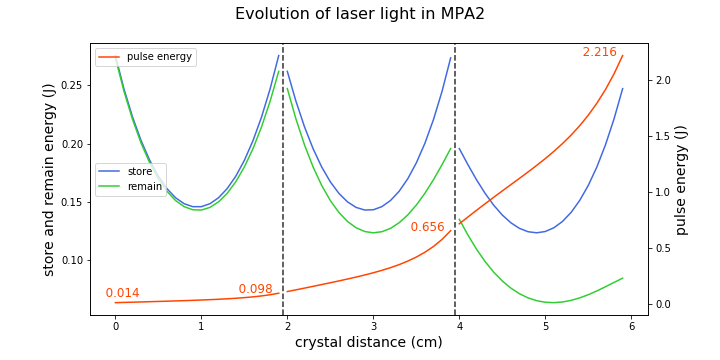 Evolution of laser light in MPA2
pulse energy
store
remain
0.014
0.098
0.656
2.216
store and remain energy (J)
0.25
0.20
0.15
0.10
pulse energy (J)
2.0
1.5
1.0
0.5
0.0
0 1 2 3 4 5 6
crystal distance (cm)